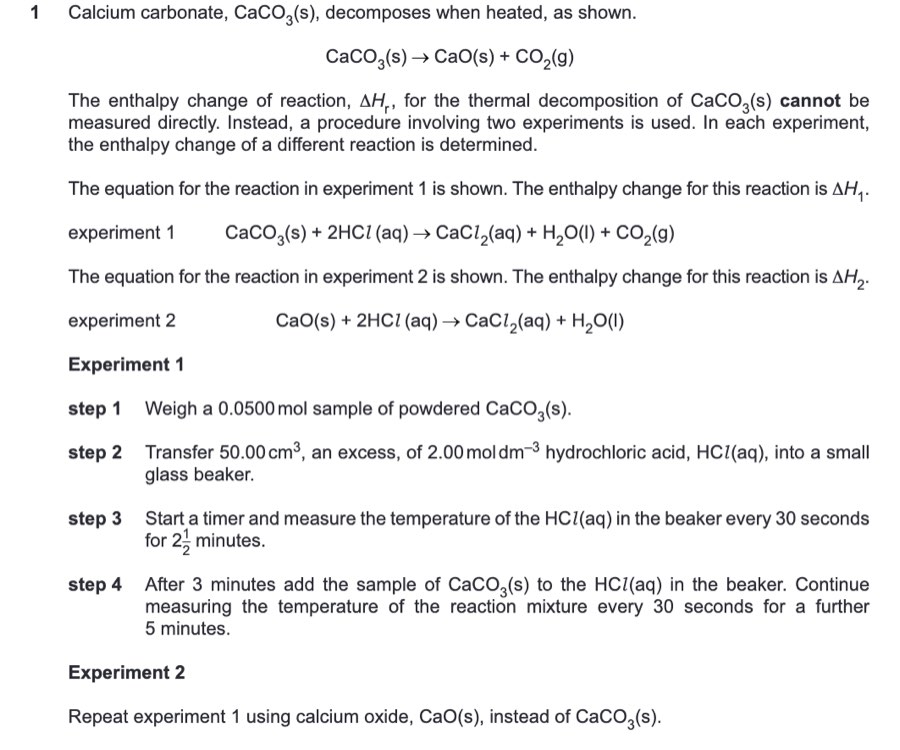 1 Calcium carbonate, CaCO₃(s), decomposes when heated, as shown.
CaCO₃(s) → CaO(s) + CO₂(g)
The enthalpy change of reaction, ΔHᵣ, for the thermal decomposition of CaCO₃(s) cannot be
measured directly. Instead, a procedure involving two experiments is used. In each experiment,
the enthalpy change of a different reaction is determined.
The equation for the reaction in experiment 1 is shown. The enthalpy change for this reaction is ΔH₁.
experiment 1 CaCO₃(s) + 2HCl (aq) → CaCl₂(aq) + H₂O(l) + CO₂(g)
The equation for the reaction in experiment 2 is shown. The enthalpy change for this reaction is ΔH₂.
experiment 2 CaO(s) + 2HCl (aq) → CaCl₂(aq) + H₂O(l)
Experiment 1
step 1 Weigh a 0.0500 mol sample of powdered CaCO₃(s).
step 2 Transfer 50.00 cm³, an excess, of 2.00 mol dm⁻³ hydrochloric acid, HCl(aq), into a small
glass beaker.
step 3 Start a timer and measure the temperature of the HCl(aq) in the beaker every 30 seconds
for 2½ minutes.
step 4 After 3 minutes add the sample of CaCO₃(s) to the HCl(aq) in the beaker. Continue
measuring the temperature of the reaction mixture every 30 seconds for a further
5 minutes.
Experiment 2
Repeat experiment 1 using calcium oxide, CaO(s), instead of CaCO₃(s).